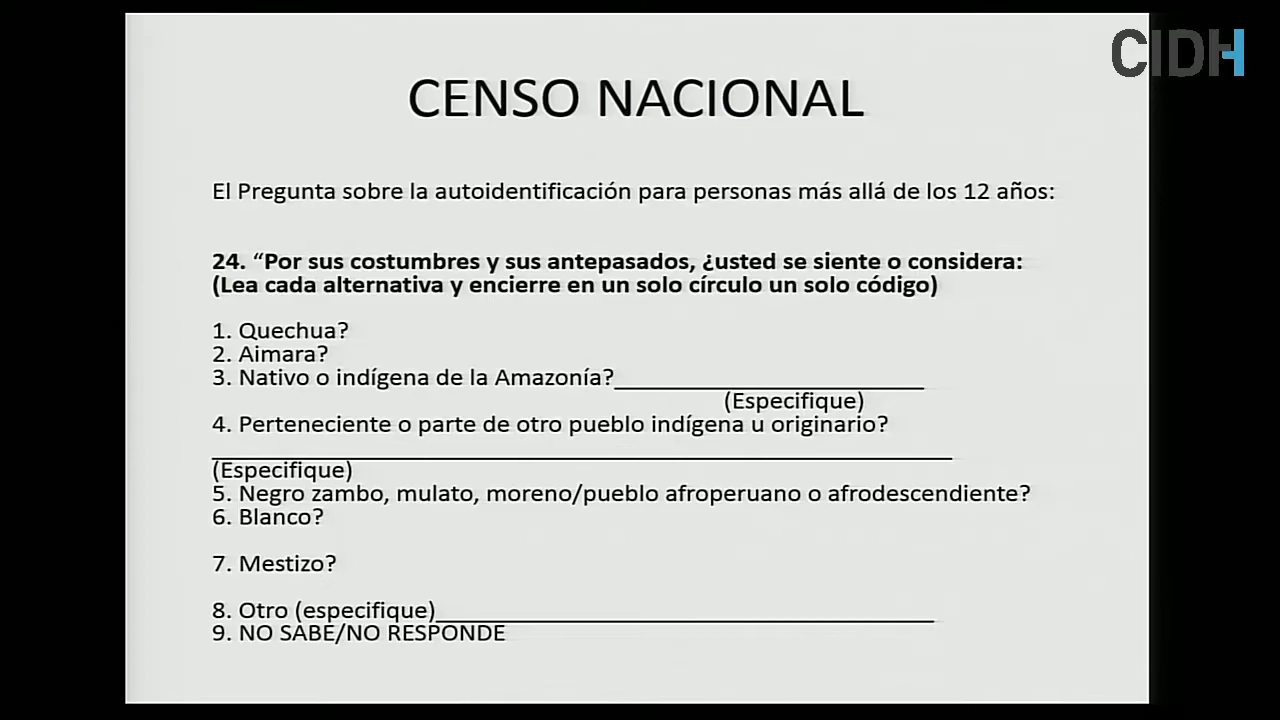 CIDH
CENSO NACIONAL
El Pregunta sobre la autoidentificación para personas más allá de los 12 años:
24. “Por sus costumbres y sus antepasados, ¿usted se siente o considera:
(Lea cada alternativa y encierre en un solo círculo un solo código)
1. Quechua?
2. Aimara?
3. Nativo o indígena de la Amazonía?__________________________
(Especifique)
4. Perteneciente o parte de otro pueblo indígena u originario?
______________________________________________________________
(Especifique)
5. Negro zambo, mulato, moreno/pueblo afroperuano o afrodescendiente?
6. Blanco?
7. Mestizo?
8. Otro (especifique)__________________________________________
9. NO SABE/NO RESPONDE